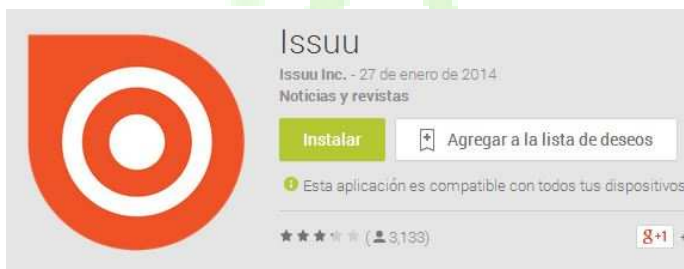 Issuu
Issuu Inc. - 27 de enero de 2014
Noticias y revistas
Instalar
Agregar a la lista de deseos
Esta aplicación es compatible con todos tus dispositivos
(3,133)
g+1